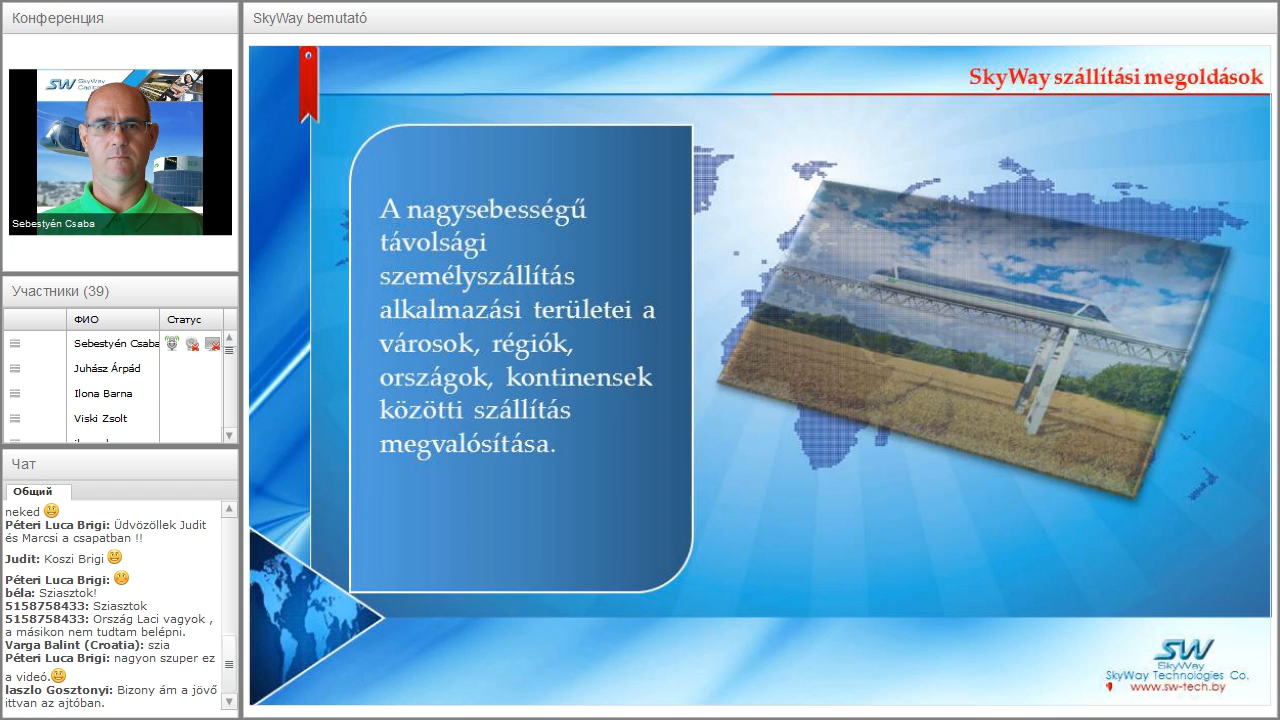 Конференция
SW SkyWay
Sebestyén Csaba
Участники (39)
ФИО Статус
Sebestyén Csaba
Juhász Árpád
Ilona Barna
Viski Zsolt
Чат
Общий
neked
Péteri Luca Brigi: Üdvözöllek Judit
és Marcsi a csapatban !!
Judit: Koszi Brigi
Péteri Luca Brigi:
béla: Sziasztok!
5158758433: Sziasztok
5158758433: Ország Laci vagyok ,
a másikon nem tudtam belépni.
Varga Balint (Croatia): szia
Péteri Luca Brigi: nagyon szuper ez
a videó.
laszlo Gosztonyi: Bizony ám a jövő
ittvan az ajtóban.
SkyWay bemutató
SkyWay szállítási megoldások
A nagysebességű
távolsági
személyszállítás
alkalmazási területei a
városok, régiók,
országok, kontinensek
közötti szállítás
megvalósítása.
SW
SkyWay
SkyWay Technologies Co.
www.sw-tech.by